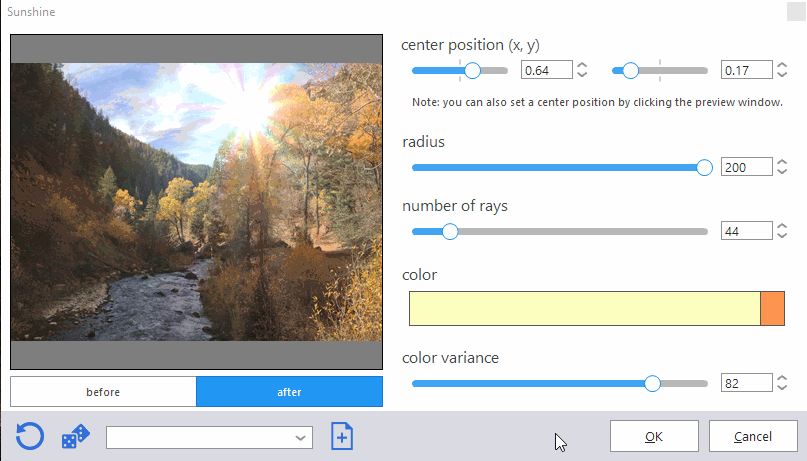 Sunshine
center position (x, y)
0.64 0.17
Note: you can also set a center position by clicking the preview window.
radius
200
number of rays
44
color
color variance
82
before after
OK Cancel